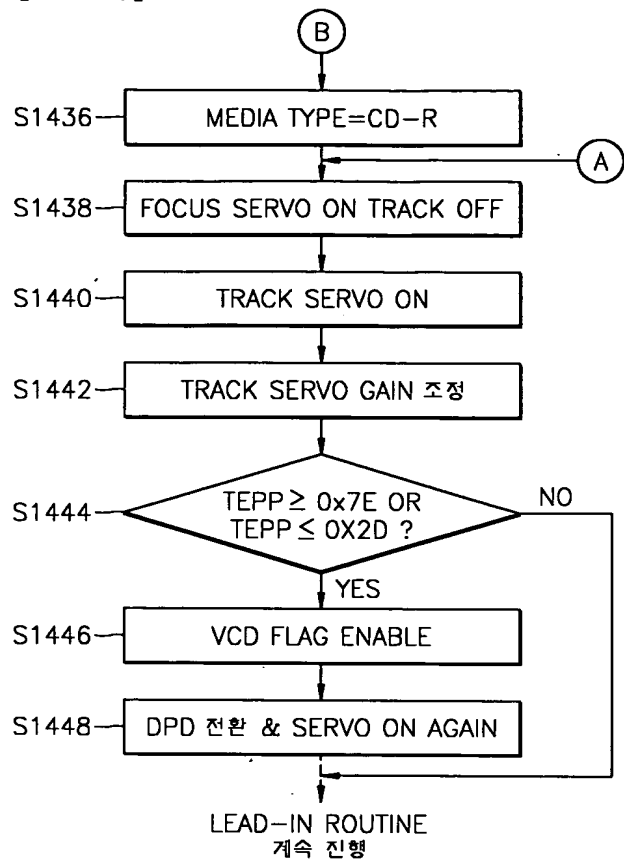 B
S1436
MEDIA TYPE=CD-R
A
S1438
FOCUS SERVO ON TRACK OFF
S1440
TRACK SERVO ON
S1442
TRACK SERVO GAIN 조정
S1444
TEPP ≥ 0x7E OR
TEPP ≤ 0X2D ?
NO
YES
S1446
VCD FLAG ENABLE
S1448
DPD 전환 & SERVO ON AGAIN
LEAD-IN ROUTINE
계속 진행